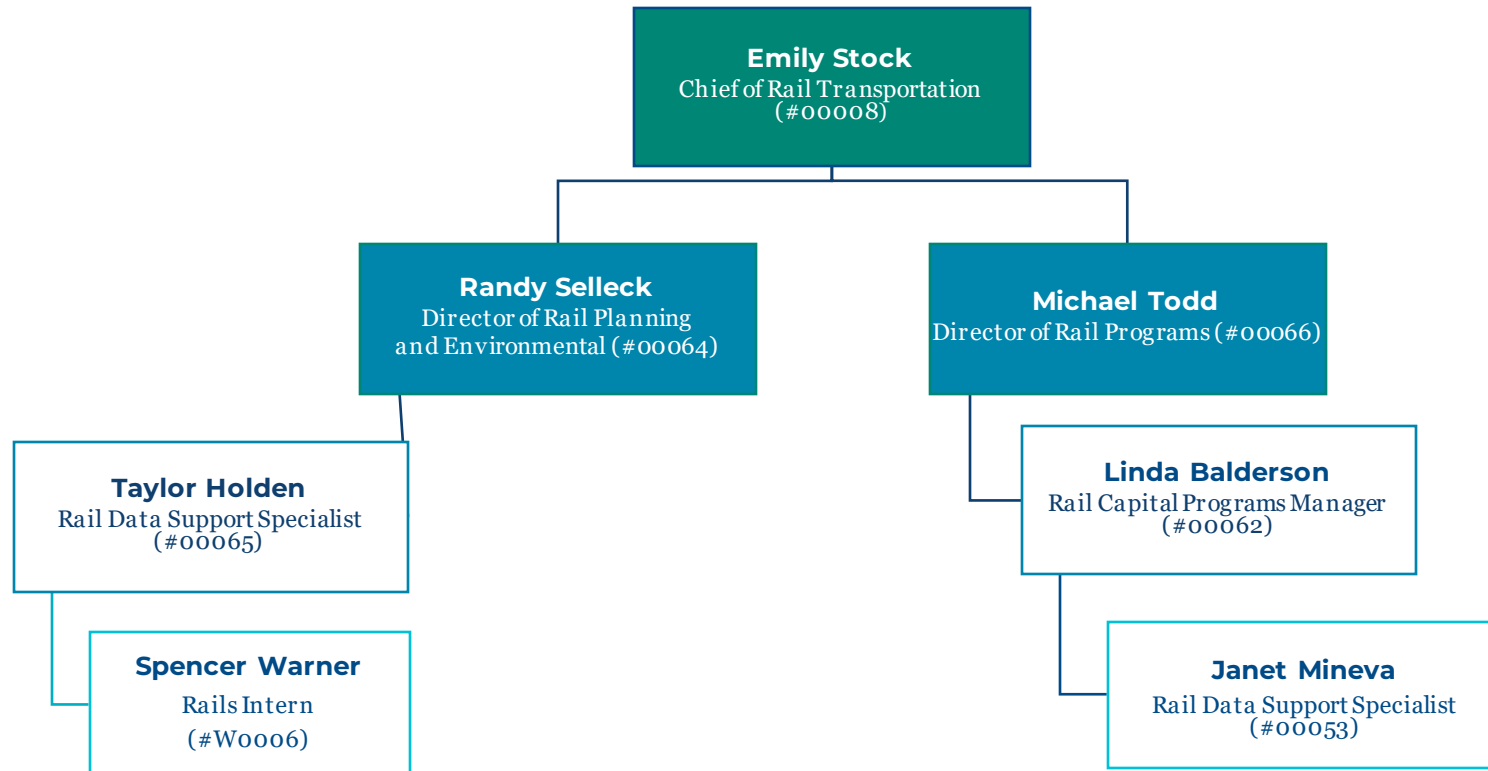 Emily Stock
Chief of Rail Transportation
(#00008)
Randy Selleck
Director of Rail Planning
and Environmental (#00064)
Michael Todd
Director of Rail Programs (#00066)
Taylor Holden
Rail Data Support Specialist
(#00065)
Linda Balderson
Rail Capital Programs Manager
(#00062)
Spencer Warner
Rails Intern
(#W0006)
Janet Mineva
Rail Data Support Specialist
(#00053)